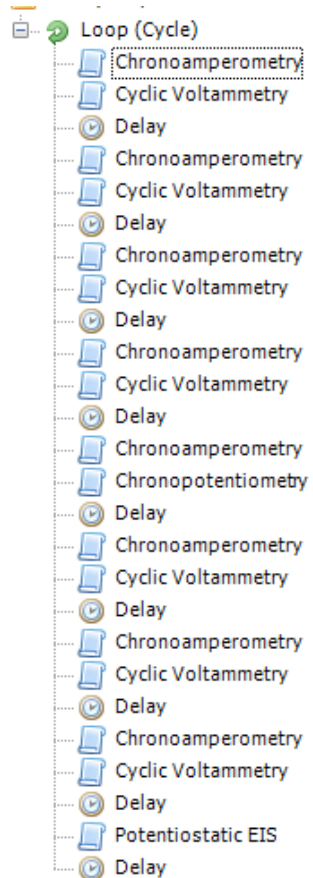 Loop (Cycle)
Chronoamperometry
Cyclic Voltammetry
Delay
Chronoamperometry
Cyclic Voltammetry
Delay
Chronoamperometry
Cyclic Voltammetry
Delay
Chronoamperometry
Cyclic Voltammetry
Delay
Chronoamperometry
Chronopotentiometry
Delay
Chronoamperometry
Cyclic Voltammetry
Delay
Chronoamperometry
Cyclic Voltammetry
Delay
Chronoamperometry
Cyclic Voltammetry
Delay
Potentiostatic EIS
Delay